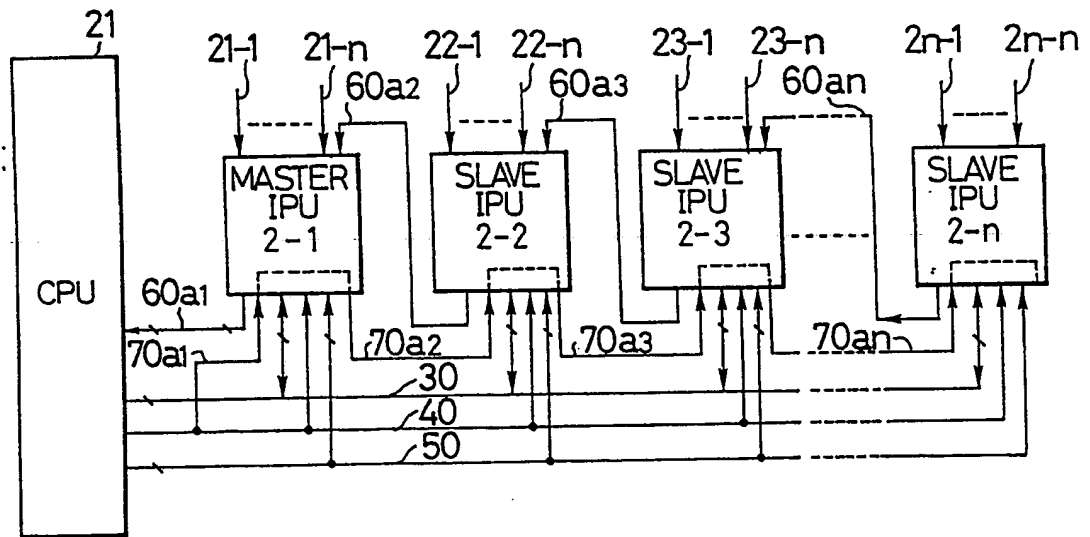 21
21-1 21-n 22-1 22-n 23-1 23-n 2n-1 2n-n
60a2 60a3 60an
MASTER
IPU
2-1
SLAVE
IPU
2-2
SLAVE
IPU
2-3
SLAVE
IPU
2-n
CPU
60a1
70a1 70a2 70a3 70an
30
40
50